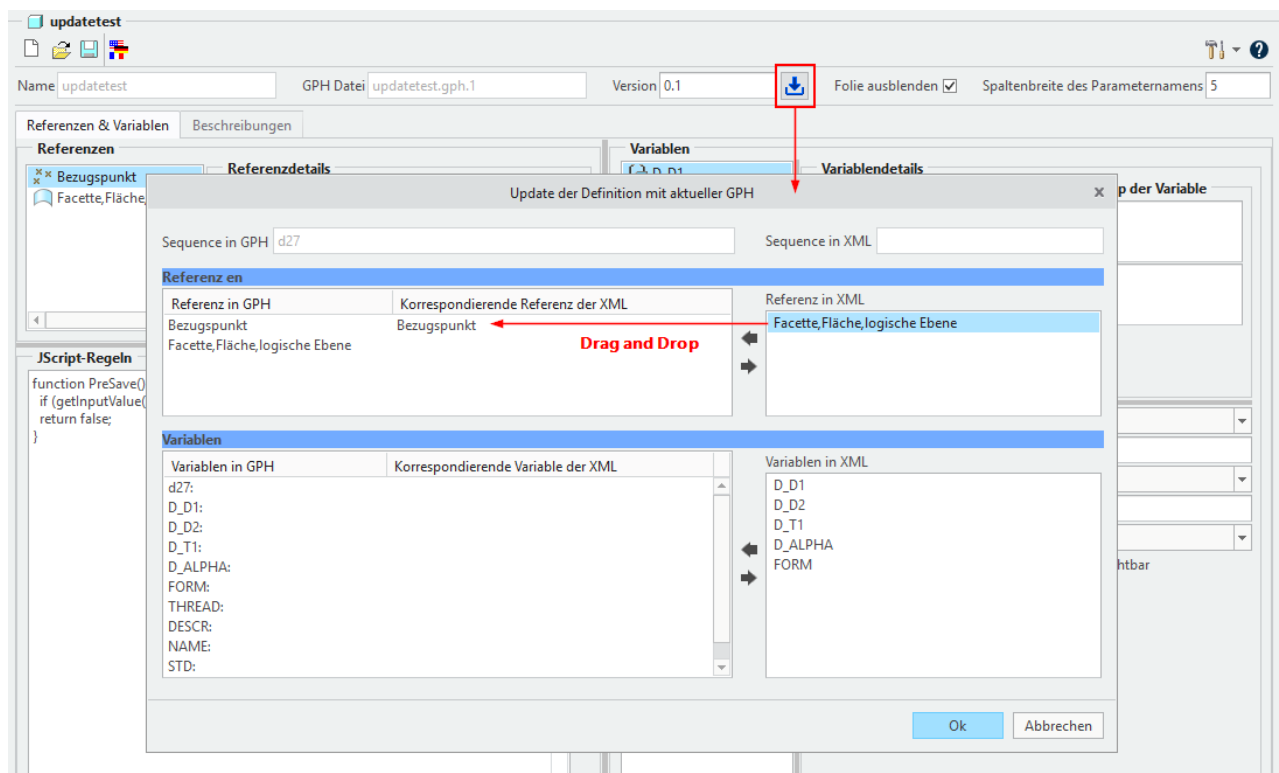 updatetest
Name updatetest GPH Datei updatetest.gph.1 Version 0.1 Folie ausblenden Spaltenbreite des Parameternamens 5
Referenzen & Variablen Beschreibungen
Referenzen Variablen
Bezugspunkt Referenzdetails D_D1 Variablendetails
Facette,Fläche, Update der Definition mit aktueller GPH x p der Variable
Sequence in GPH d27 Sequence in XML
Referenz en
Referenz in GPH Korrespondierende Referenz der XML Referenz in XML
Bezugspunkt Bezugspunkt Facette,Fläche,logische Ebene
Facette,Fläche,logische Ebene Drag and Drop
JScript-Regeln
function PreSave()
if (getInputValue(
return false;
}
Variablen
Variablen in GPH Korrespondierende Variable der XML Variablen in XML
d27: D_D1
D_D1: D_D2
D_D2: D_T1
D_T1: D_ALPHA
D_ALPHA: FORM
FORM:
THREAD:
DESCR:
NAME:
STD:
htbar
Ok Abbrechen